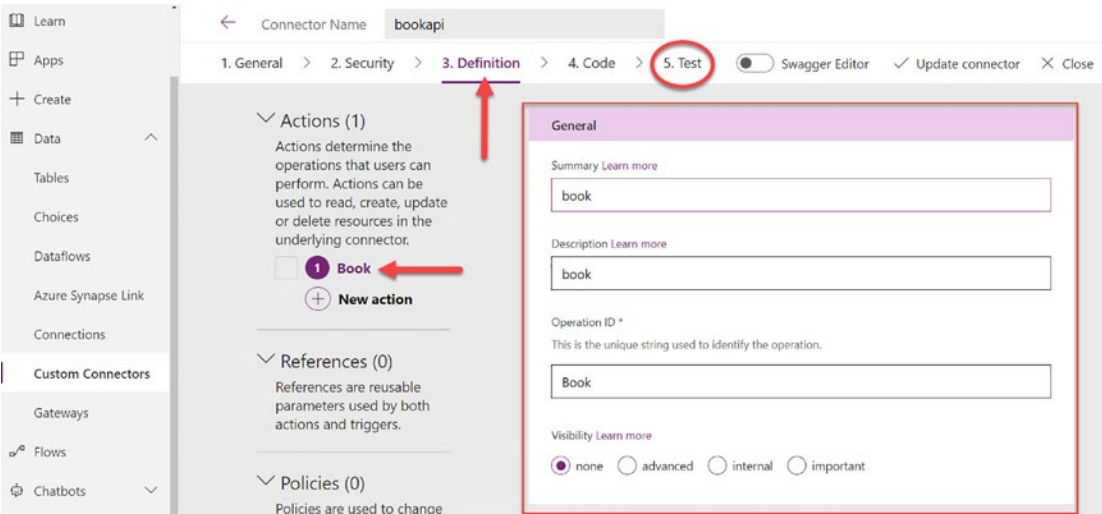 Learn
Apps
Create
Data
Tables
Choices
Dataflows
Azure Synapse Link
Connections
Custom Connectors
Gateways
Flows
Chatbots
Connector Name bookapi
1. General > 2. Security > 3. Definition > 4. Code > 5. Test Swagger Editor Update connector Close
Actions (1)
Actions determine the
operations that users can
perform. Actions can be
used to read, create, update
or delete resources in the
underlying connector.
1 Book
New action
References (0)
References are reusable
parameters used by both
actions and triggers.
Policies (0)
Policies are used to change
General
Summary Learn more
book
Description Learn more
book
Operation ID *
This is the unique string used to identify the operation.
Book
Visibility Learn more
none advanced internal important